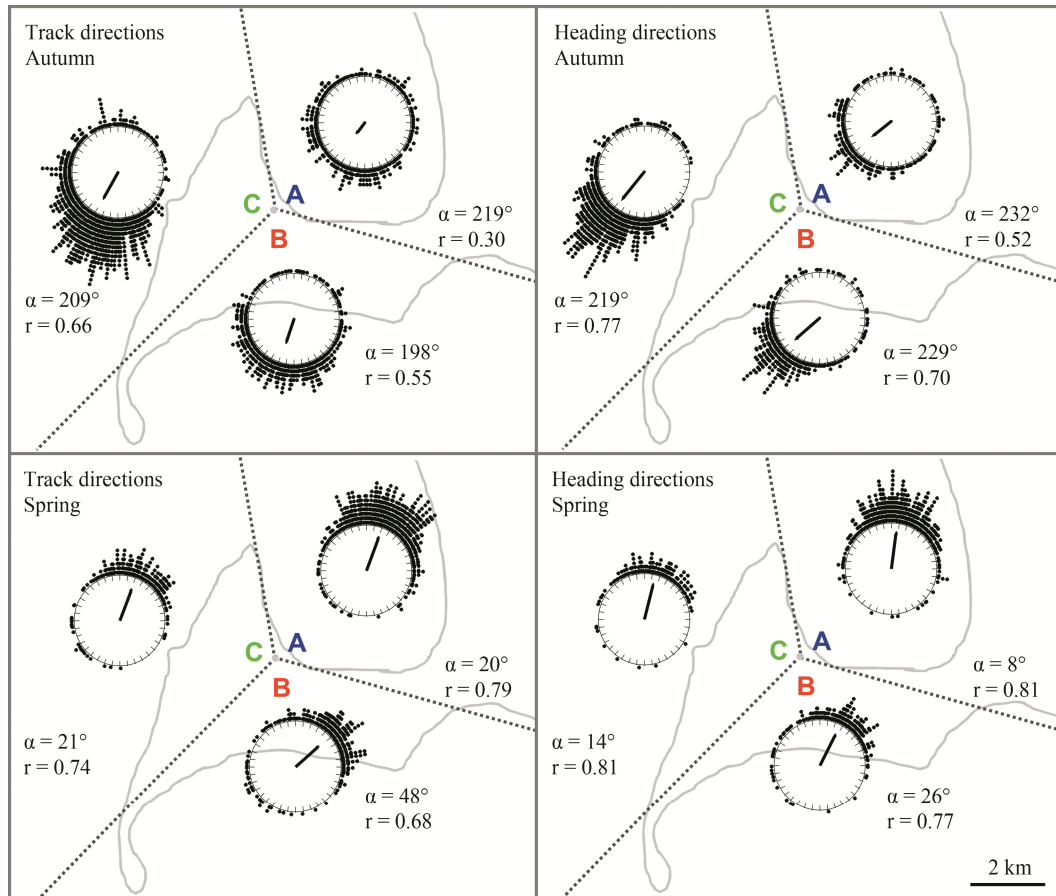 Track directions
Autumn
C
A
B
α = 219°
r = 0.30
α = 209°
r = 0.66
α = 198°
r = 0.55
Heading directions
Autumn
C
A
B
α = 232°
r = 0.52
α = 219°
r = 0.77
α = 229°
r = 0.70
Track directions
Spring
C
A
B
α = 20°
r = 0.79
α = 21°
r = 0.74
α = 48°
r = 0.68
Heading directions
Spring
C
A
B
α = 8°
r = 0.81
α = 14°
r = 0.81
α = 26°
r = 0.77
2 km